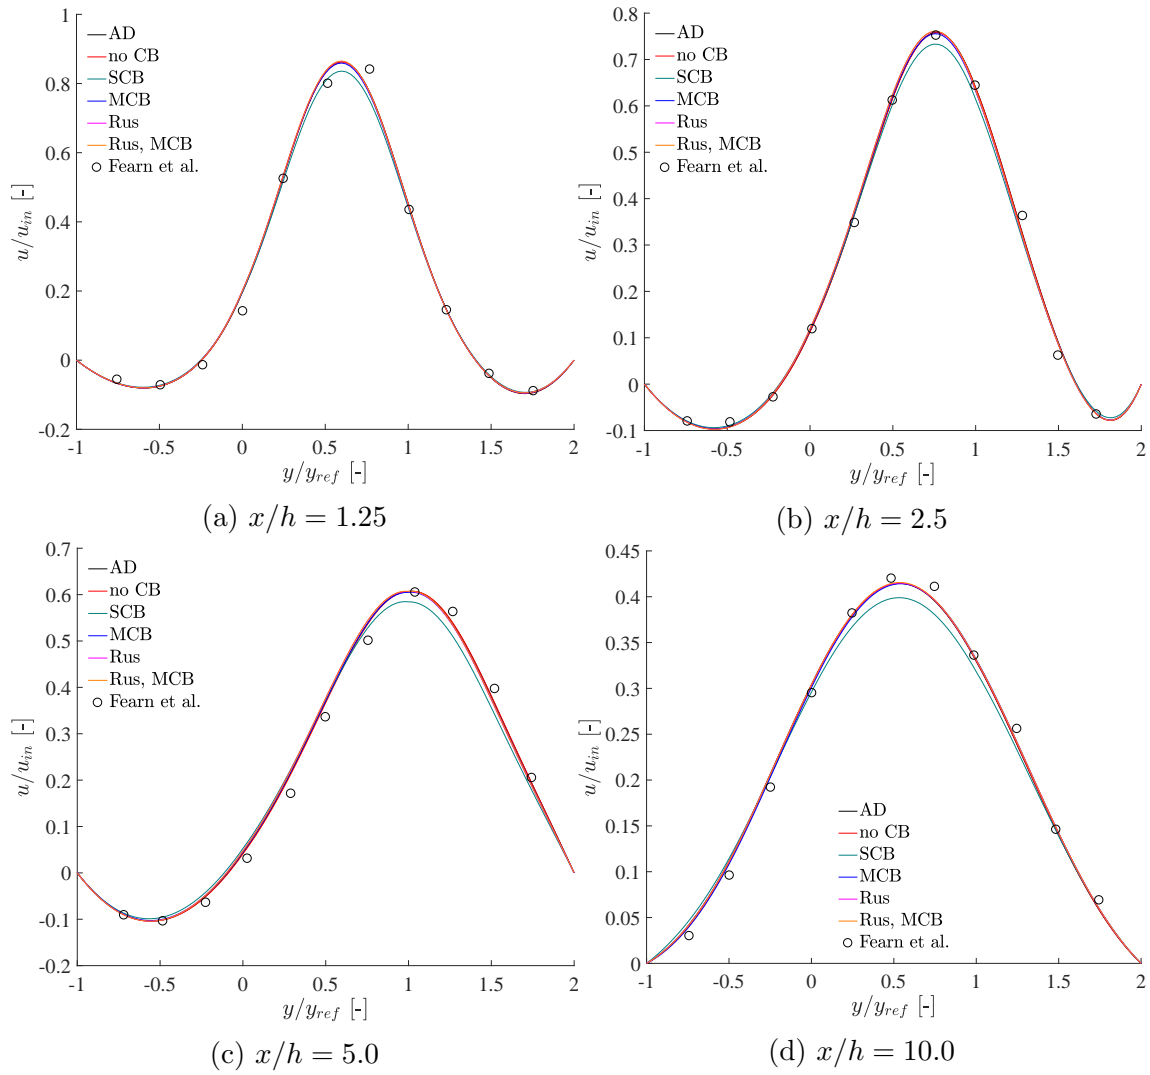 1
0.8
0.6
0.4
0.2
0
-0.2
u/u_in [-]
AD
no CB
SCB
MCB
Rus
Rus, MCB
Fearn et al.
-1 -0.5 0 0.5 1 1.5 2
y/y_ref [-]
(a) x/h = 1.25
0.8
0.7
0.6
0.5
0.4
0.3
0.2
0.1
0
-0.1
u/u_in [-]
AD
no CB
SCB
MCB
Rus
Rus, MCB
Fearn et al.
-1 -0.5 0 0.5 1 1.5 2
y/y_ref [-]
(b) x/h = 2.5
0.7
0.6
0.5
0.4
0.3
0.2
0.1
0
-0.1
-0.2
u/u_in [-]
AD
no CB
SCB
MCB
Rus
Rus, MCB
Fearn et al.
-1 -0.5 0 0.5 1 1.5 2
y/y_ref [-]
(c) x/h = 5.0
0.45
0.4
0.35
0.3
0.25
0.2
0.15
0.1
0.05
0
u/u_in [-]
AD
no CB
SCB
MCB
Rus
Rus, MCB
Fearn et al.
-1 -0.5 0 0.5 1 1.5 2
y/y_ref [-]
(d) x/h = 10.0